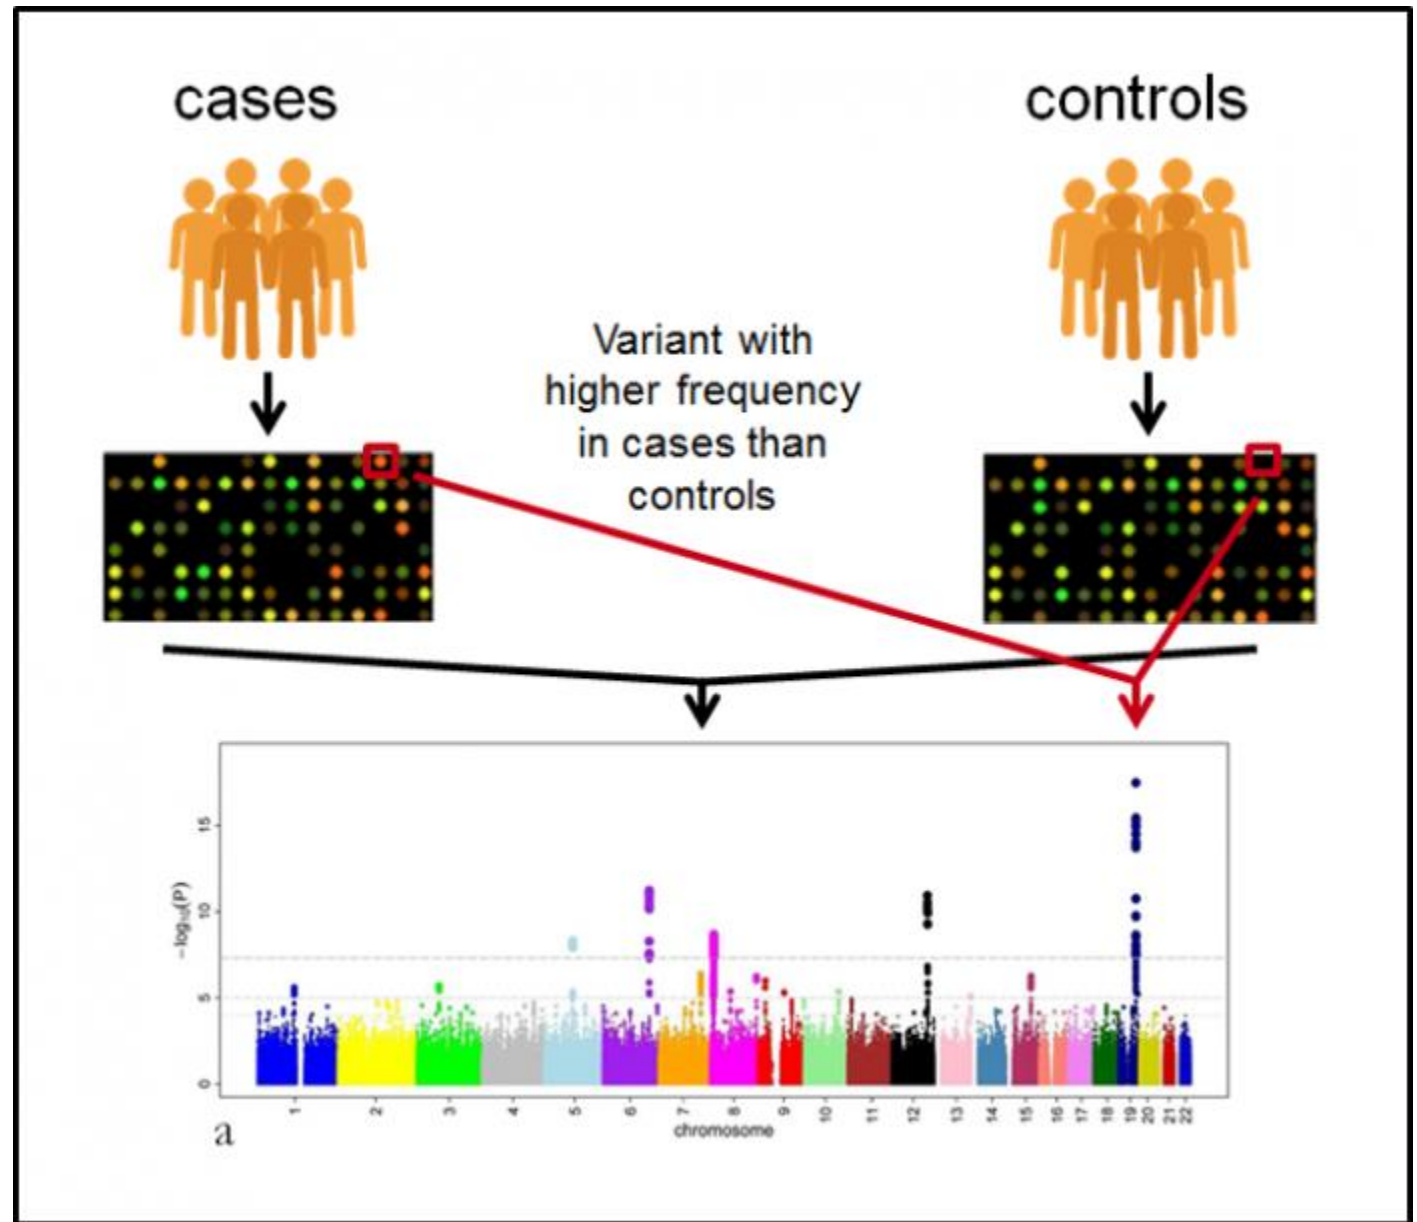 cases
controls
Variant with
higher frequency
in cases than
controls
−log₁₀(P)
15
10
5
0
1 2 3 4 5 6 7 8 9 10 11 12 13 14 15 16 17 18 19 20 21 22
chromosome
a